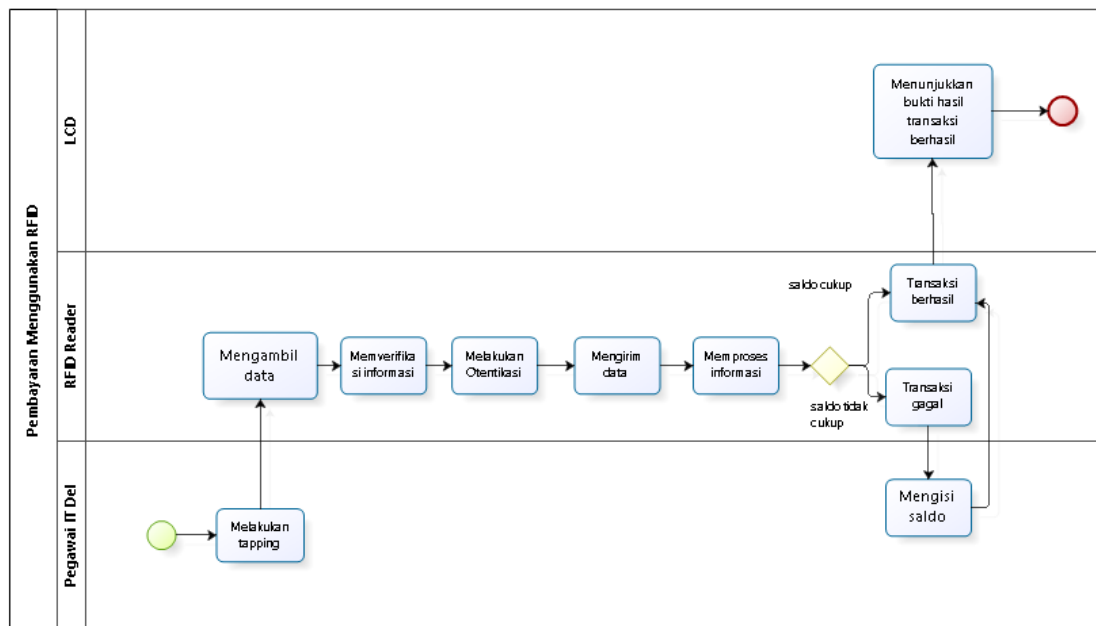 Pembayaran Menggunakan RFID
LCD
Menunjukkan
bukti hasil
transaksi
berhasil
RFID Reader
Mengambil
data
Memverifika
si informasi
Melakukan
Otentikasi
Mengirim
data
Memproses
informasi
saldo cukup
saldo tidak
cukup
Transaksi
berhasil
Transaksi
gagal
Pegawai IT Del
Melakukan
tapping
Mengisi
saldo